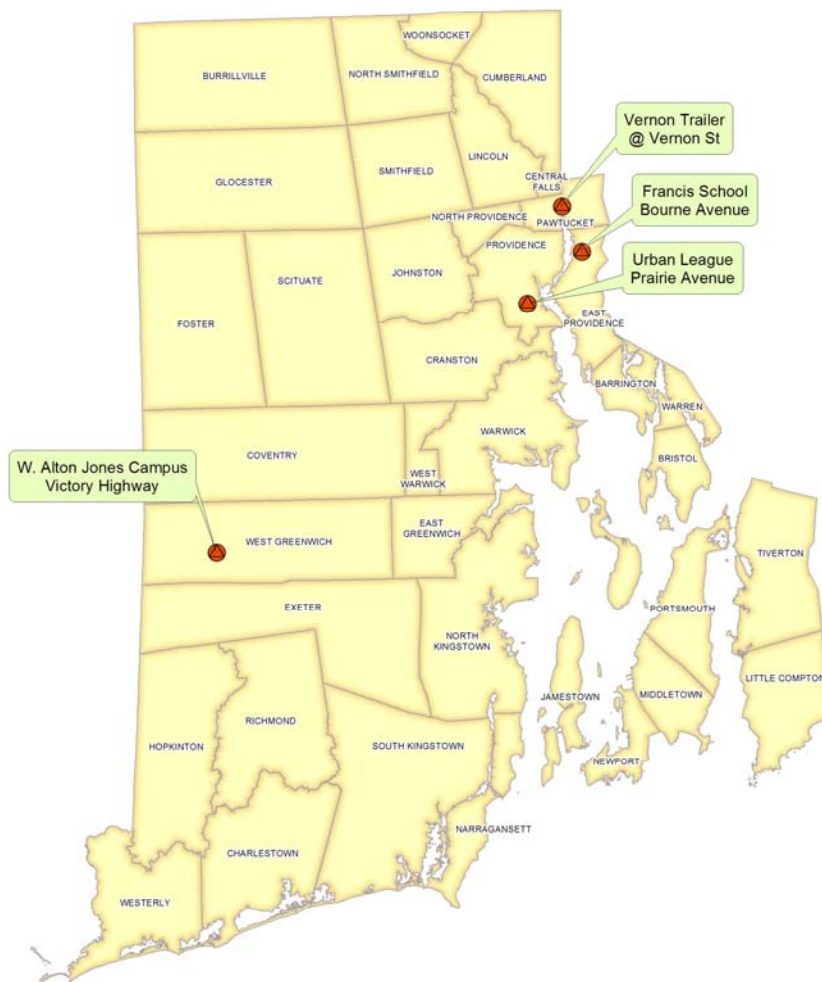 WOONSOCKET
BURRILLVILLE
NORTH SMITHFIELD
CUMBERLAND
Vernon Trailer
@ Vernon St
LINCOLN
SMITHFIELD
GLOCESTER
CENTRAL
FALLS
Francis School
Bourne Avenue
NORTH PROVIDENCE
PAWTUCKET
PROVIDENCE
Urban League
Prairie Avenue
JOHNSTON
SCITUATE
FOSTER
EAST
PROVIDENCE
CRANSTON
BARRINGTON
WARREN
WARWICK
COVENTRY
BRISTOL
W. Alton Jones Campus
Victory Highway
WEST
WARWICK
EAST
GREENWICH
WEST GREENWICH
TIVERTON
EXETER
PORTSMOUTH
NORTH
KINGSTOWN
LITTLE COMPTON
JAMESTOWN
MIDDLETOWN
RICHMOND
HOPKINTON
SOUTH KINGSTOWN
NEWPORT
NARRAGANSETT
CHARLESTOWN
WESTERLY